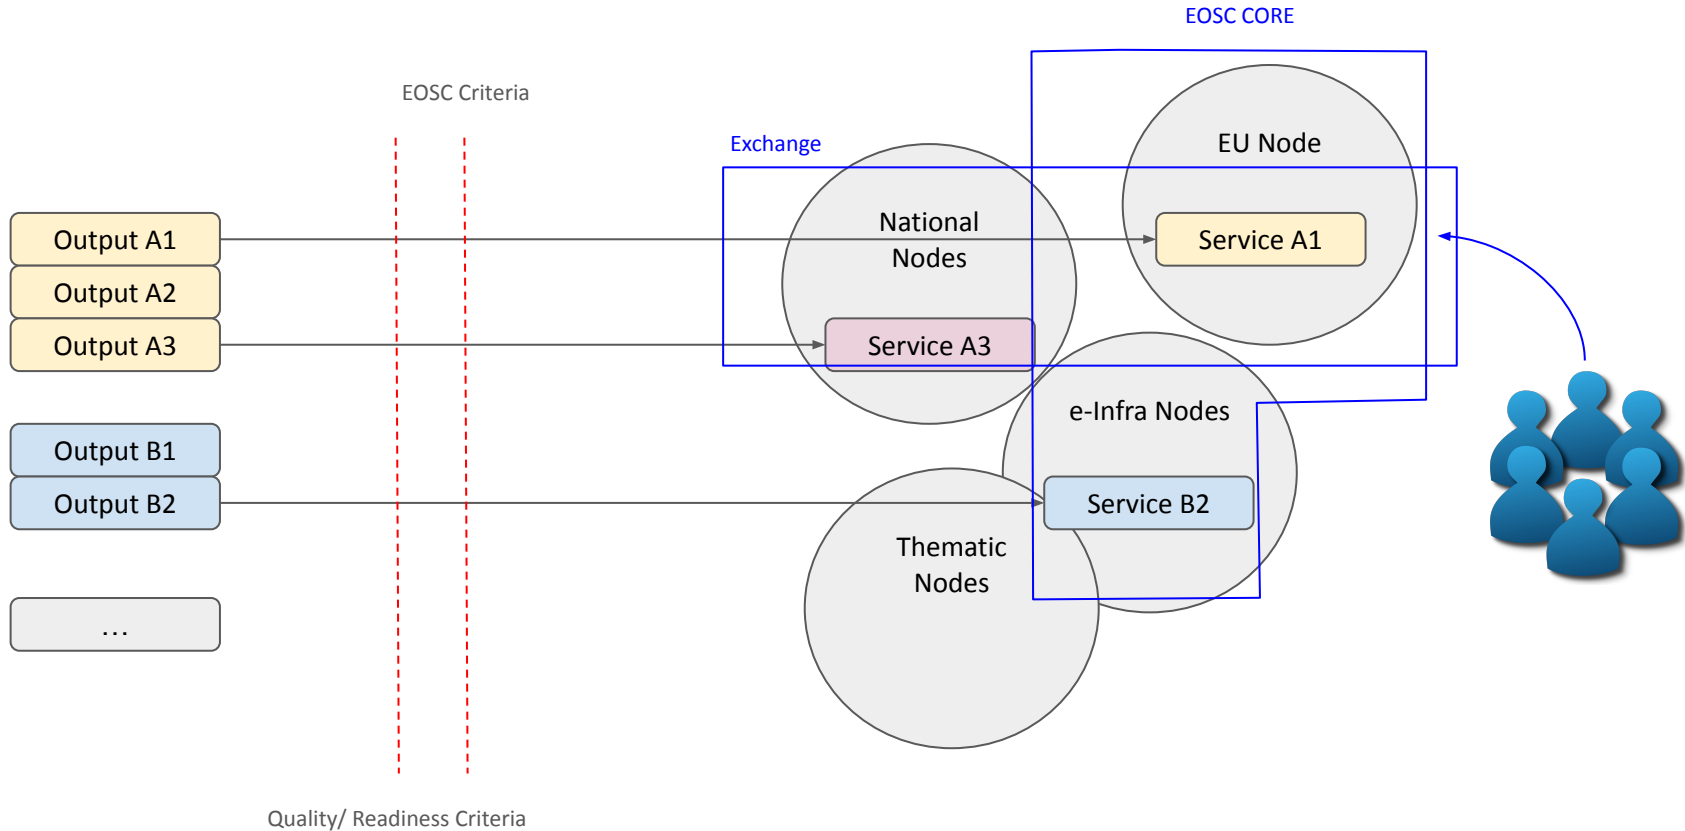 EOSC CORE
EOSC Criteria
Exchange
EU Node
National
Nodes
Output A1
Service A1
Output A2
Output A3
Service A3
e-Infra Nodes
Output B1
Output B2
Service B2
Thematic
Nodes
...
Quality/ Readiness Criteria